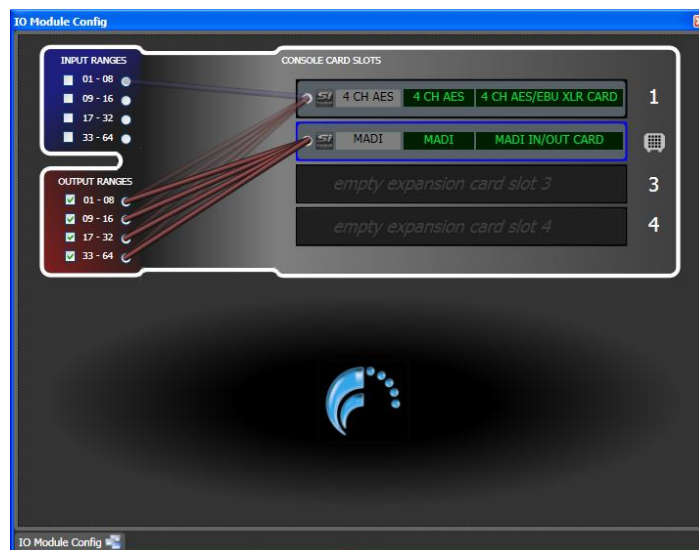 IO Module Config
INPUT RANGES
01 - 08
09 - 16
17 - 32
33 - 64
OUTPUT RANGES
01 - 08
09 - 16
17 - 32
33 - 64
CONSOLE CARD SLOTS
Si 4 CH AES 4 CH AES 4 CH AES/EBU XLR CARD 1
Si MADI MADI MADI IN/OUT CARD
empty expansion card slot 3 3
empty expansion card slot 4 4
IO Module Config